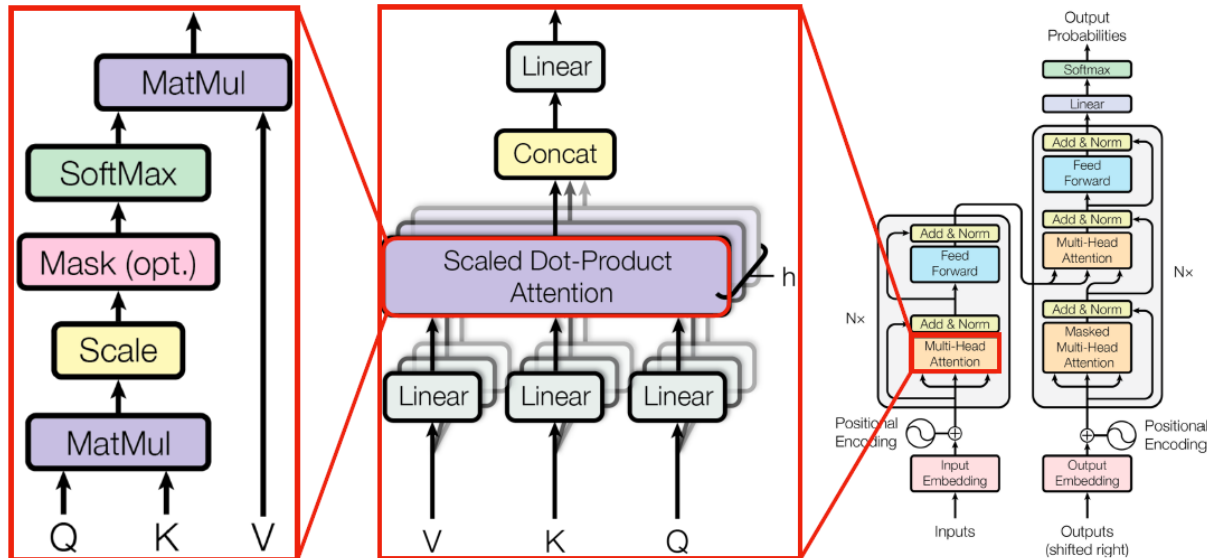 MatMul
SoftMax
Mask (opt.)
Scale
MatMul
Q K V
Linear
Concat
Scaled Dot-Product
Attention
h
Linear Linear Linear
V K Q
Output
Probabilities
Softmax
Linear
Add & Norm
Feed
Forward
Add & Norm
Multi-Head
Attention
Add & Norm
Masked
Multi-Head
Attention
N×
Add & Norm
Feed
Forward
Add & Norm
Multi-Head
Attention
N×
Positional
Encoding
Positional
Encoding
Input
Embedding
Output
Embedding
Inputs
Outputs
(shifted right)